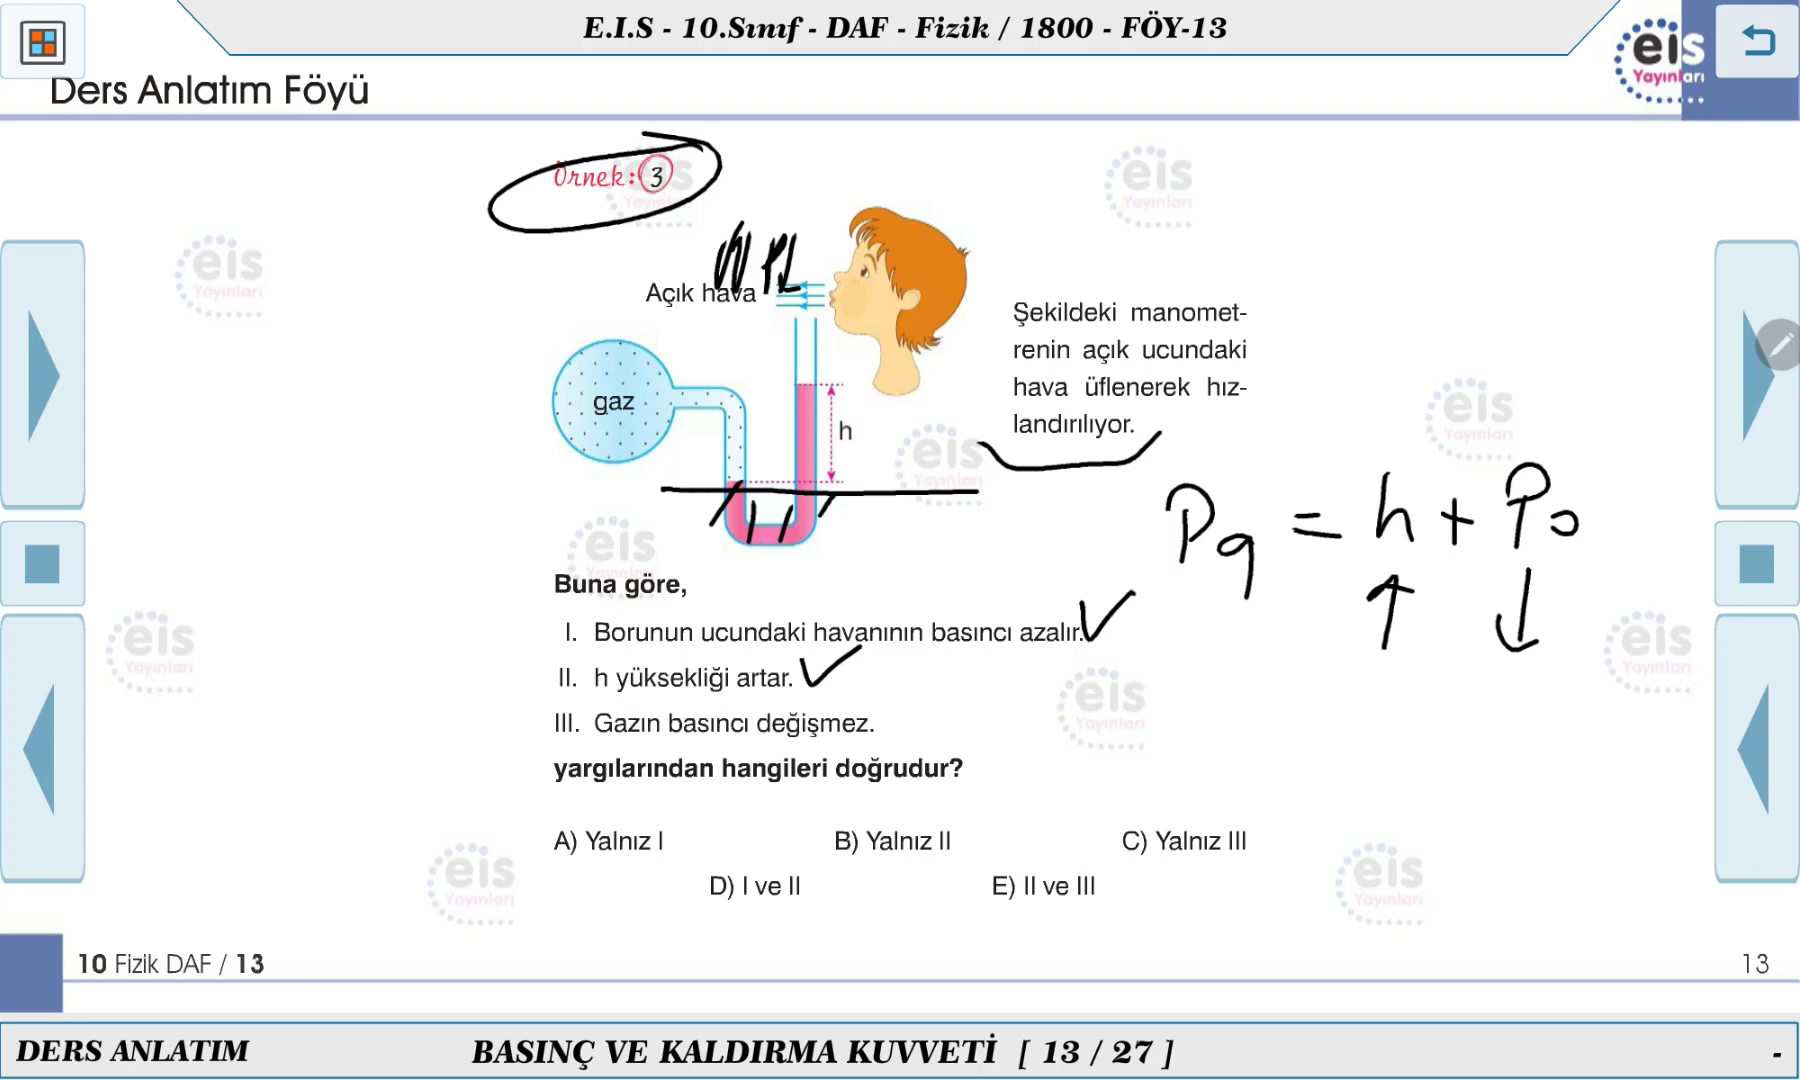 E.I.S - 10.Sınıf - DAF - Fizik / 1800 - FÖY-13
eis
Yayınları
Ders Anlatım Föyü
Örnek: 3
Açık hava
gaz
h
Şekildeki manomet-
renin açık ucundaki
hava üflenerek hız-
landırılıyor.
Pg = h + P0
Buna göre,
I. Borunun ucundaki havanının basıncı azalır.
II. h yüksekliği artar.
III. Gazın basıncı değişmez.
yargılarından hangileri doğrudur?
A) Yalnız I B) Yalnız II C) Yalnız III
D) I ve II E) II ve III
10 Fizik DAF / 13
13
DERS ANLATIM BASINÇ VE KALDIRMA KUVVETİ [ 13 / 27 ] -